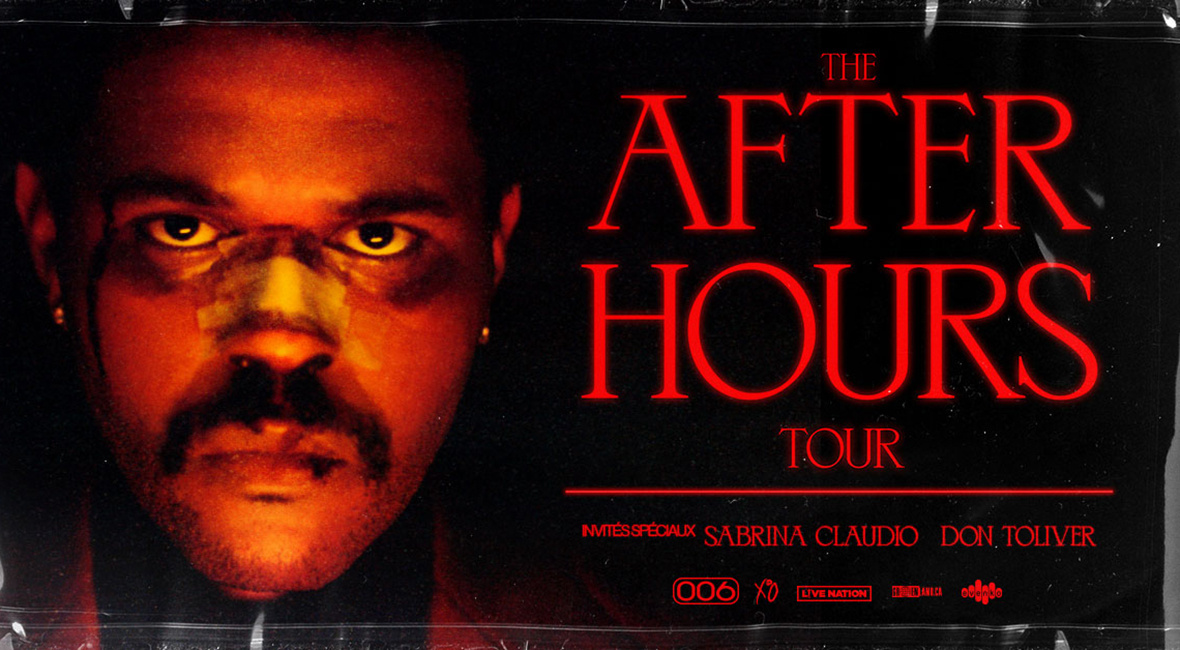 THE
AFTER
HOURS
TOUR
INVITÉS SPÉCIAUX SABRINA CLAUDIO DON TOLIVER
006 XO LIVE NATION